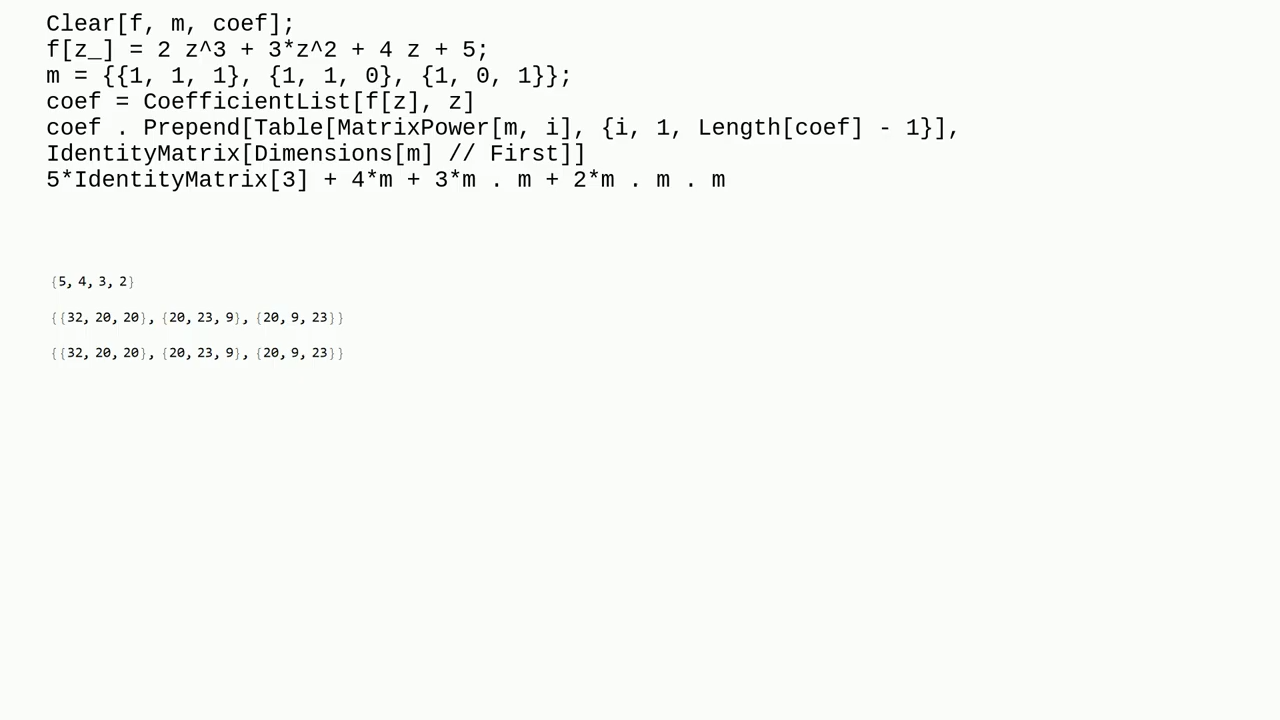 Clear[f, m, coef];
f[z_] = 2 z^3 + 3*z^2 + 4 z + 5;
m = {{1, 1, 1}, {1, 1, 0}, {1, 0, 1}};
coef = CoefficientList[f[z], z]
coef . Prepend[Table[MatrixPower[m, i], {i, 1, Length[coef] - 1}],
IdentityMatrix[Dimensions[m] // First]]
5*IdentityMatrix[3] + 4*m + 3*m . m + 2*m . m . m
{5, 4, 3, 2}
{{32, 20, 20}, {20, 23, 9}, {20, 9, 23}}
{{32, 20, 20}, {20, 23, 9}, {20, 9, 23}}